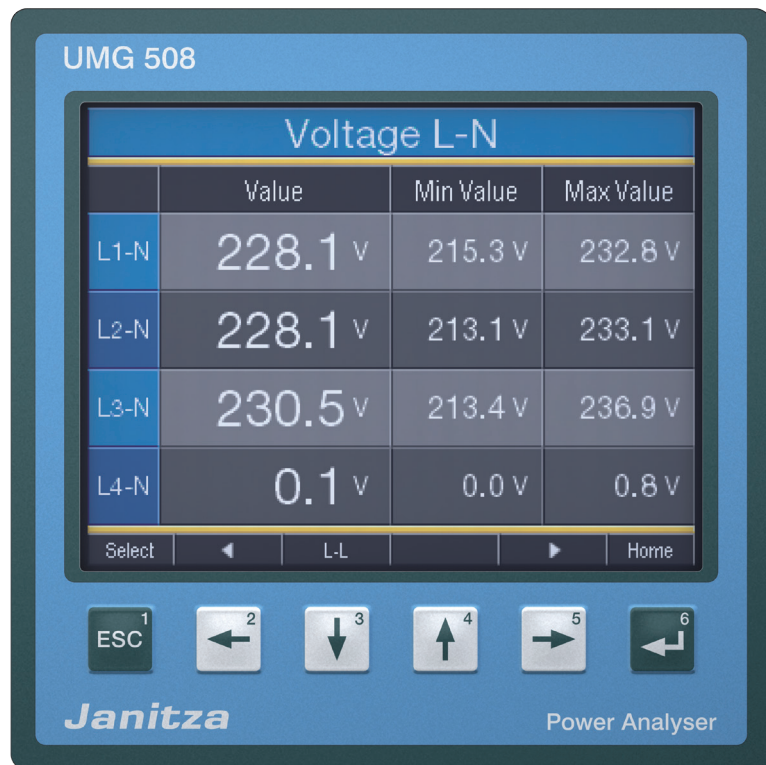 UMG 508
Voltage L-N
Value Min Value Max Value
L1-N 228.1 V 215.3 V 232.8 V
L2-N 228.1 V 213.1 V 233.1 V
L3-N 230.5 V 213.4 V 236.9 V
L4-N 0.1 V 0.0 V 0.8 V
Select L-L Home
ESC 1 2 3 4 5 6
Janitza Power Analyser